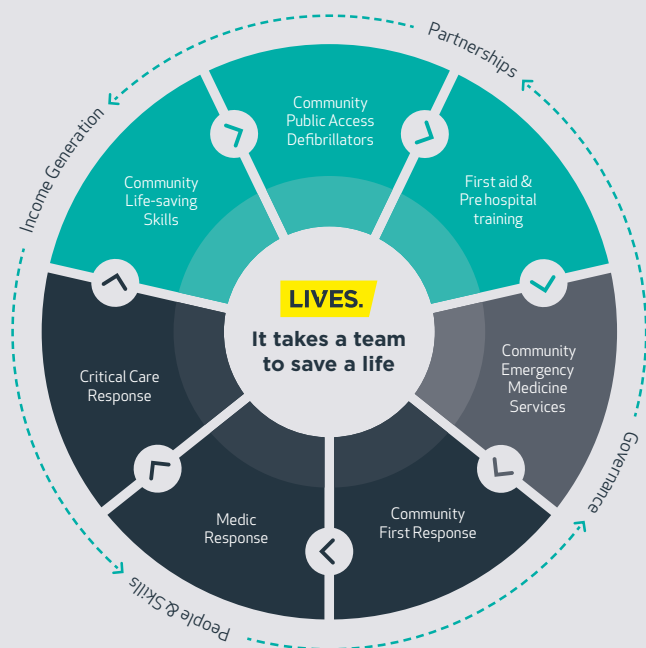 Partnerships
Income Generation
Community
Public Access
Defibrillators
Community
Life-saving
Skills
First aid &
Pre hospital
training
LIVES.
It takes a team
to save a life
Community
Emergency
Medicine
Services
Critical Care
Response
Medic
Response
Community
First Response
Governance
People & Skills